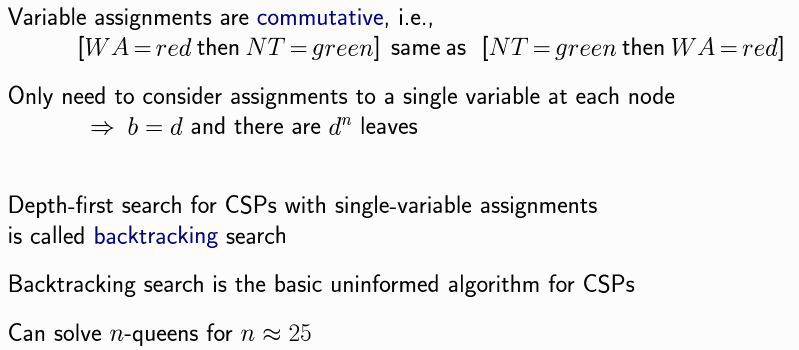 Variable assignments are commutative, i.e.,
[WA = red then NT = green] same as [NT = green then WA = red]
Only need to consider assignments to a single variable at each node
⇒ b = d and there are dⁿ leaves
Depth-first search for CSPs with single-variable assignments
is called backtracking search
Backtracking search is the basic uninformed algorithm for CSPs
Can solve n-queens for n ≈ 25